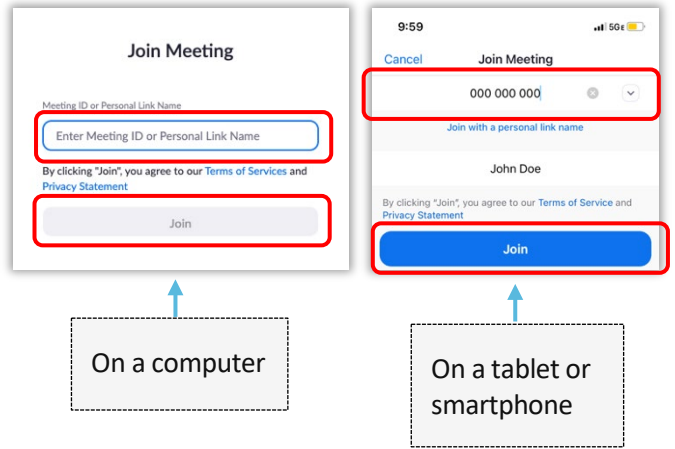 Join Meeting
Meeting ID or Personal Link Name
Enter Meeting ID or Personal Link Name
By clicking "Join", you agree to our Terms of Services and
Privacy Statement
Join
On a computer
9:59
5GE
Cancel
Join Meeting
000 000 000
Join with a personal link name
John Doe
By clicking "Join", you agree to our Terms of Service and
Privacy Statement
Join
On a tablet or
smartphone